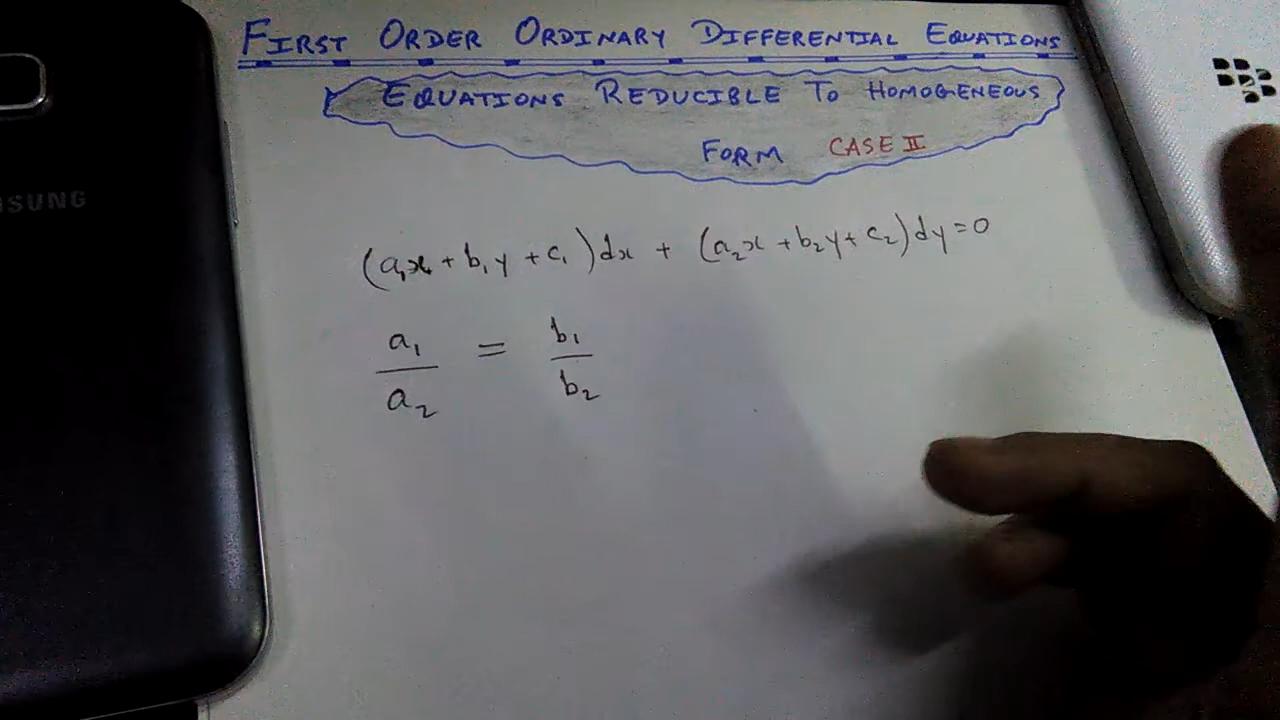 FIRST ORDER ORDINARY DIFFERENTIAL EQUATIONS
EQUATIONS REDUCIBLE TO HOMOGENEOUS
FORM CASE II
SUNG
(a₁x + b₁y + c₁)dx + (a₂x + b₂y + c₂)dy = 0
a₁/a₂ = b₁/b₂